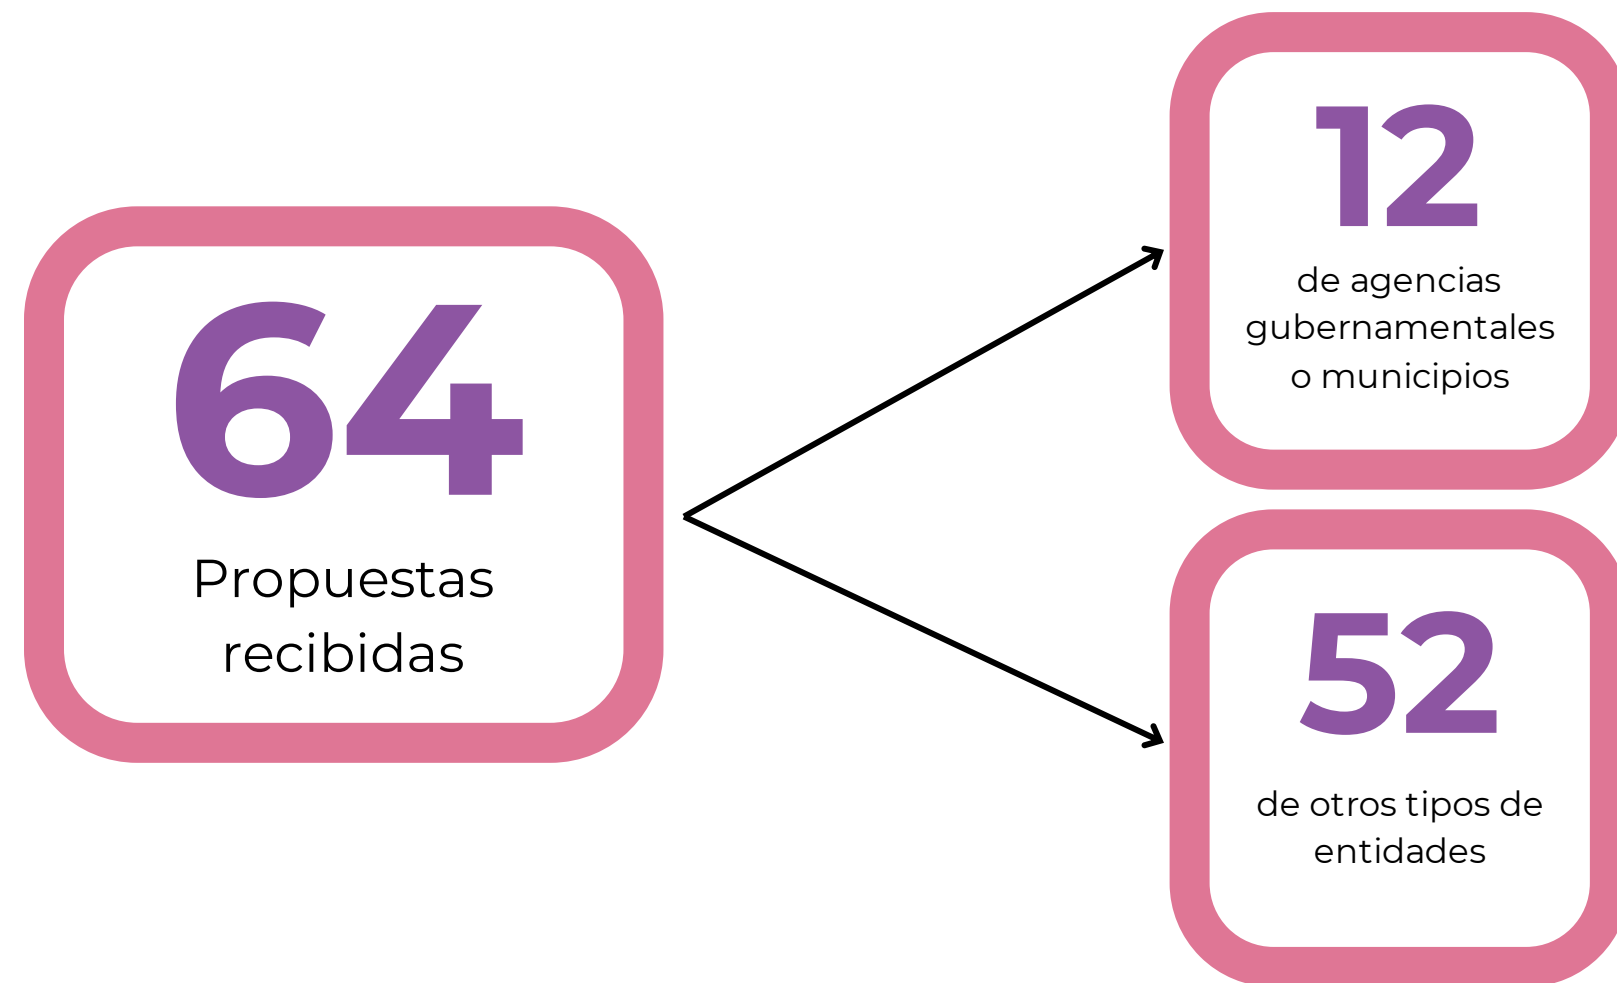 64
Propuestas
recibidas
12
de agencias
gubernamentales
o municipios
52
de otros tipos de
entidades